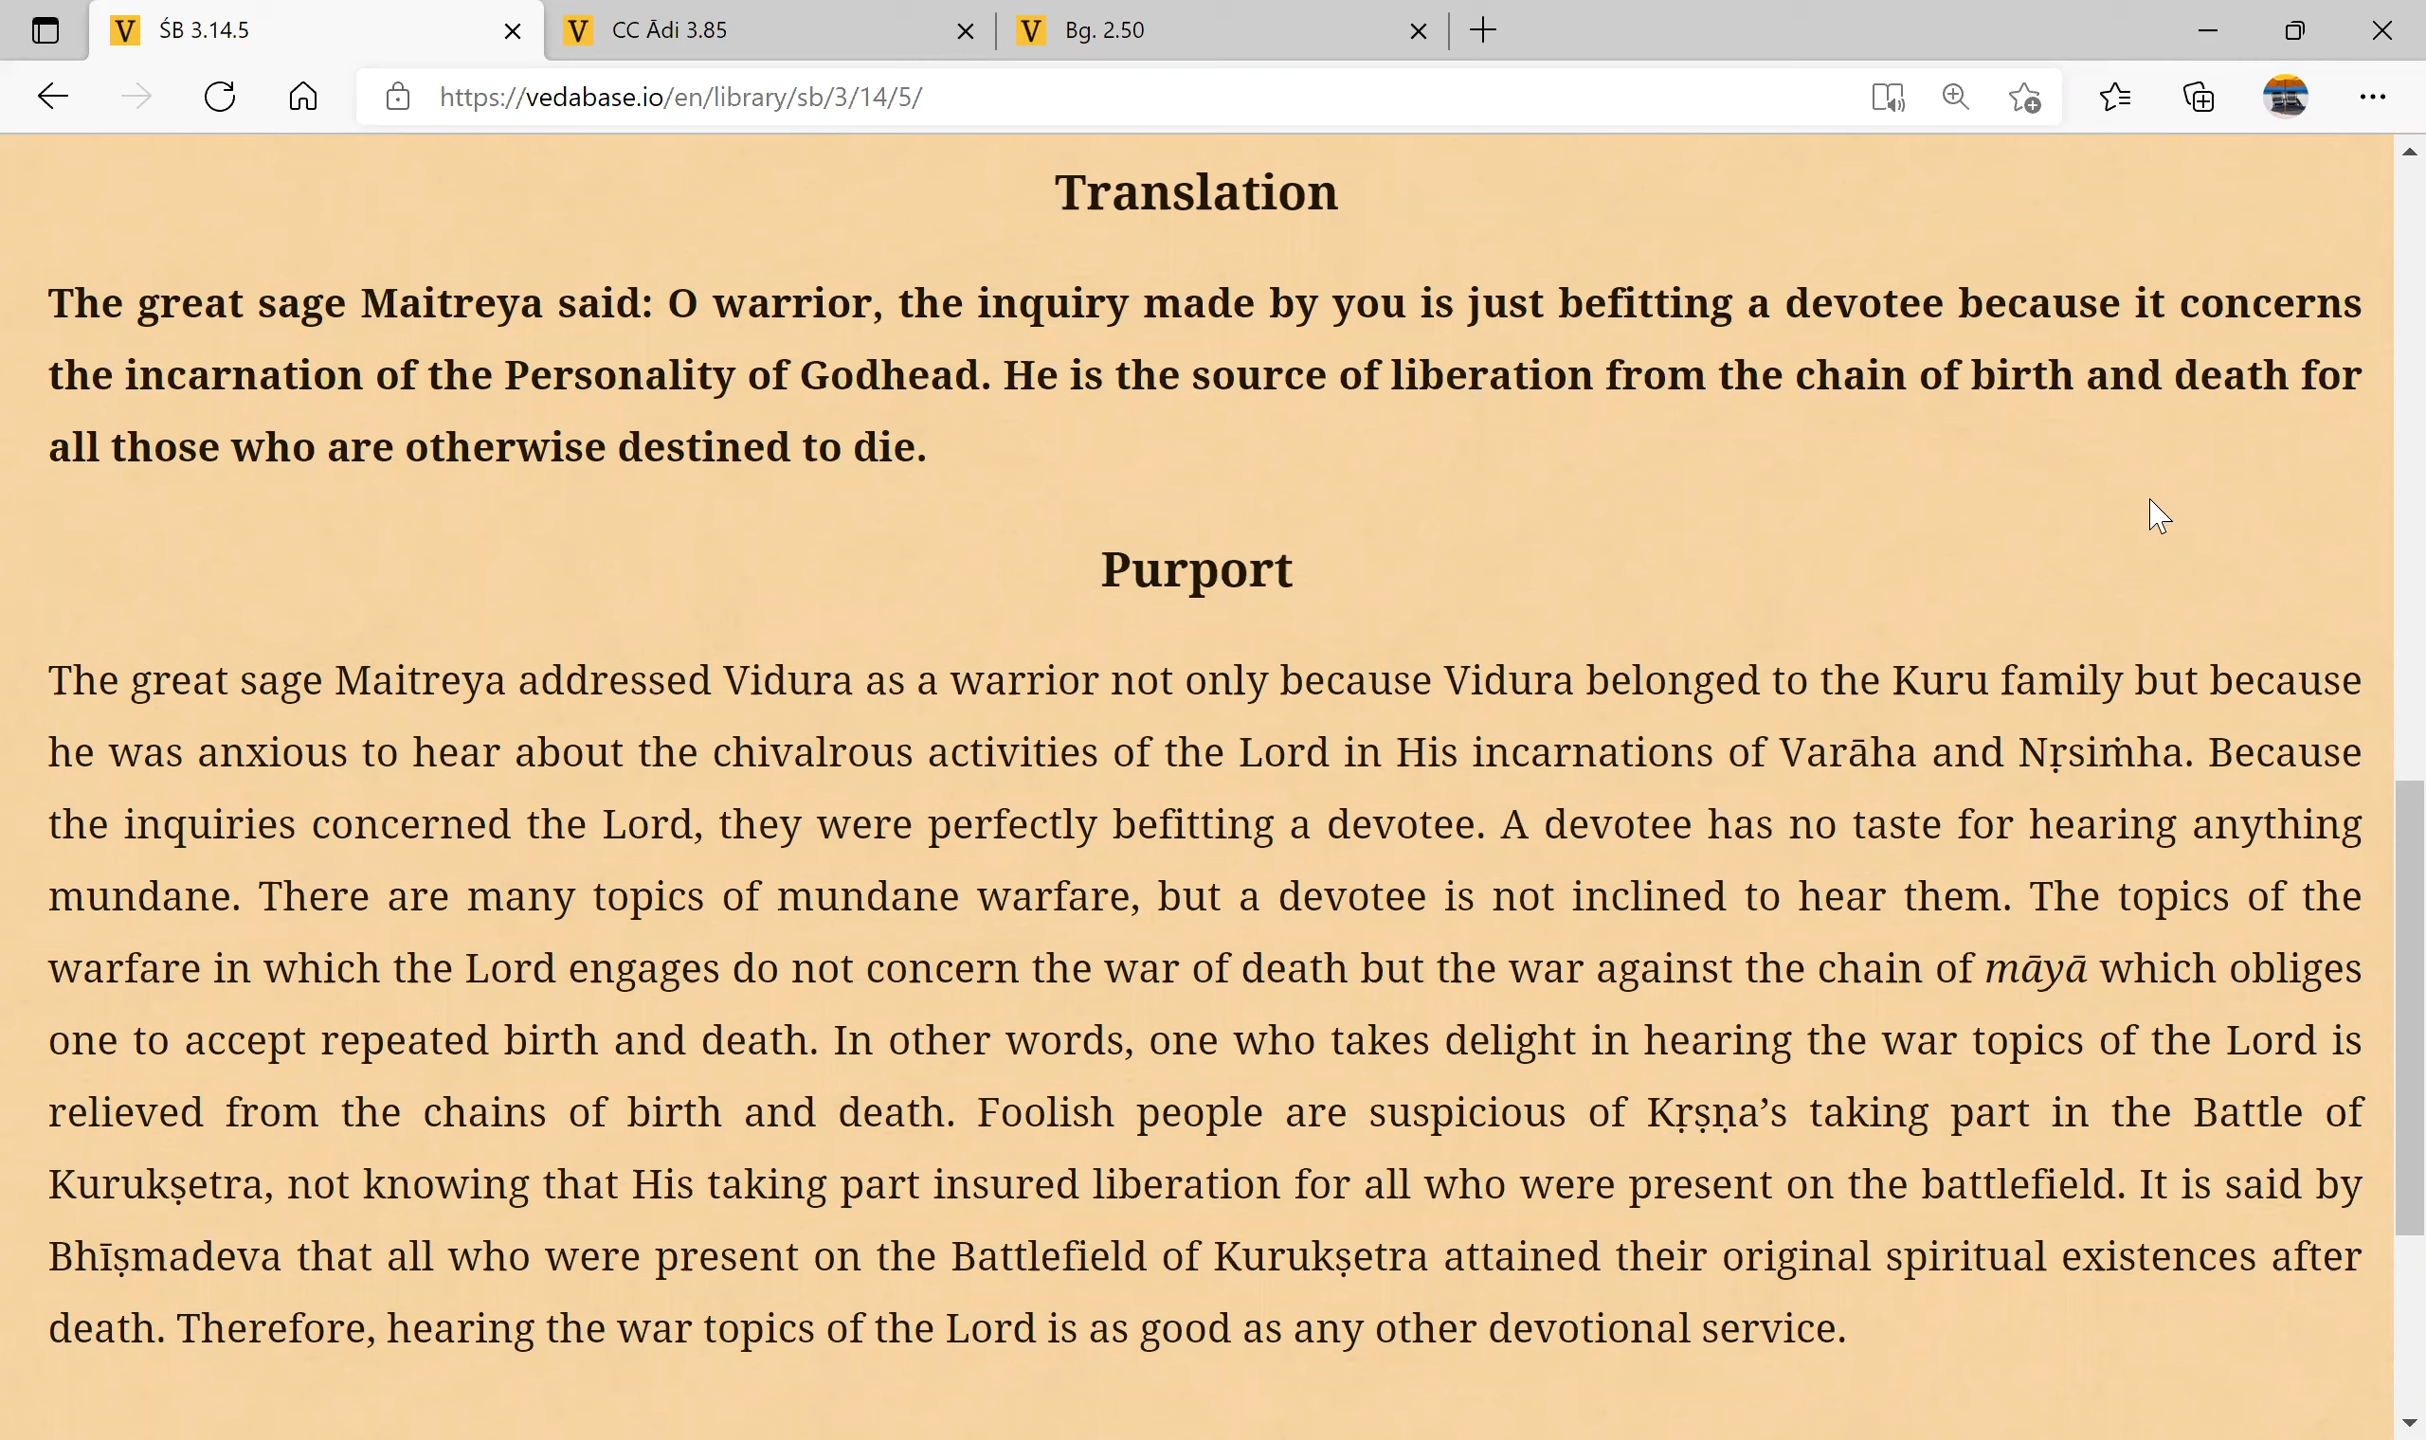 ŚB 3.14.5
CC Ādi 3.85
Bg. 2.50
https://vedabase.io/en/library/sb/3/14/5/
Translation
The great sage Maitreya said: O warrior, the inquiry made by you is just befitting a devotee because it concerns
the incarnation of the Personality of Godhead. He is the source of liberation from the chain of birth and death for
all those who are otherwise destined to die.
Purport
The great sage Maitreya addressed Vidura as a warrior not only because Vidura belonged to the Kuru family but because
he was anxious to hear about the chivalrous activities of the Lord in His incarnations of Varāha and Nṛsiṁha. Because
the inquiries concerned the Lord, they were perfectly befitting a devotee. A devotee has no taste for hearing anything
mundane. There are many topics of mundane warfare, but a devotee is not inclined to hear them. The topics of the
warfare in which the Lord engages do not concern the war of death but the war against the chain of māyā which obliges
one to accept repeated birth and death. In other words, one who takes delight in hearing the war topics of the Lord is
relieved from the chains of birth and death. Foolish people are suspicious of Kṛṣṇa’s taking part in the Battle of
Kurukṣetra, not knowing that His taking part insured liberation for all who were present on the battlefield. It is said by
Bhīṣmadeva that all who were present on the Battlefield of Kurukṣetra attained their original spiritual existences after
death. Therefore, hearing the war topics of the Lord is as good as any other devotional service.